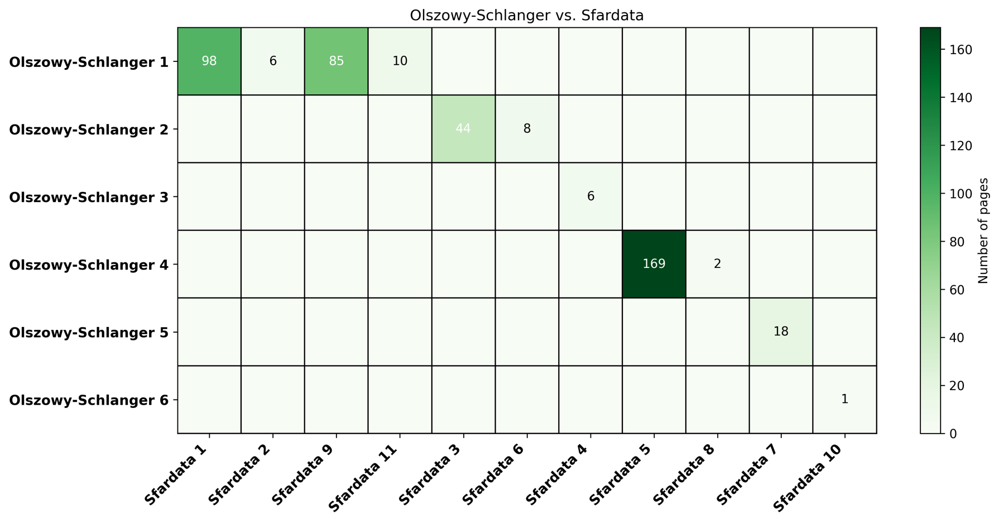 Olszowy-Schlanger vs. Sfardata
Olszowy-Schlanger 1 98 6 85 10
Olszowy-Schlanger 2 44 8
Olszowy-Schlanger 3 6
Olszowy-Schlanger 4 169 2
Olszowy-Schlanger 5 18
Olszowy-Schlanger 6 1
Sfardata 1
Sfardata 2
Sfardata 9
Sfardata 11
Sfardata 3
Sfardata 6
Sfardata 4
Sfardata 5
Sfardata 8
Sfardata 7
Sfardata 10
160
140
120
100
80
60
40
20
0
Number of pages